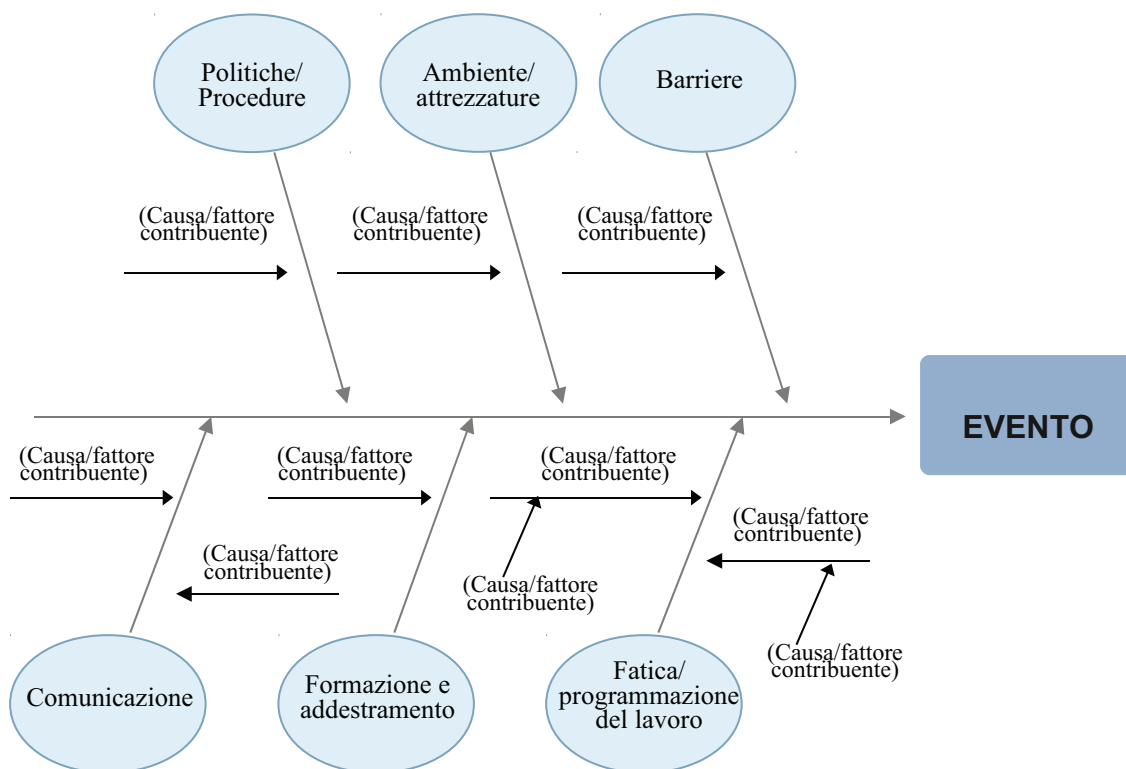 Politiche/
Procedure
Ambiente/
attrezzature
Barriere
(Causa/fattore
contribuente)
(Causa/fattore
contribuente)
(Causa/fattore
contribuente)
EVENTO
(Causa/fattore
contribuente)
(Causa/fattore
contribuente)
(Causa/fattore
contribuente)
(Causa/fattore
contribuente)
(Causa/fattore
contribuente)
(Causa/fattore
contribuente)
(Causa/fattore
contribuente)
Comunicazione
Formazione e
addestramento
Fatica/
programmazione
del lavoro